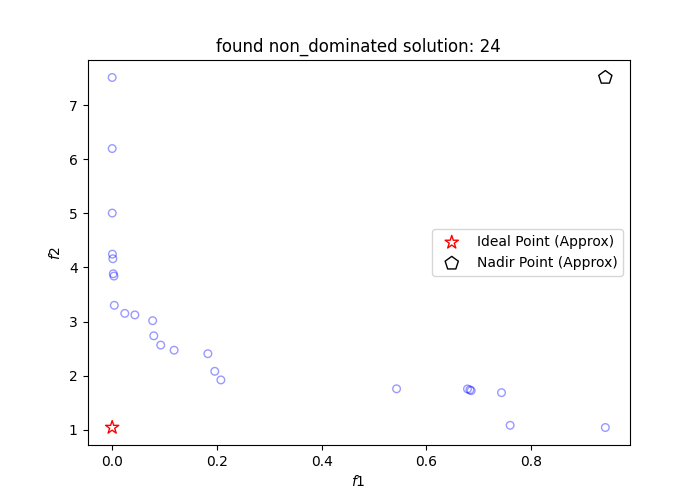 found non_dominated solution: 24
7
6
5
4
3
2
1
f2
Ideal Point (Approx)
Nadir Point (Approx)
0.0 0.2 0.4 0.6 0.8
f1